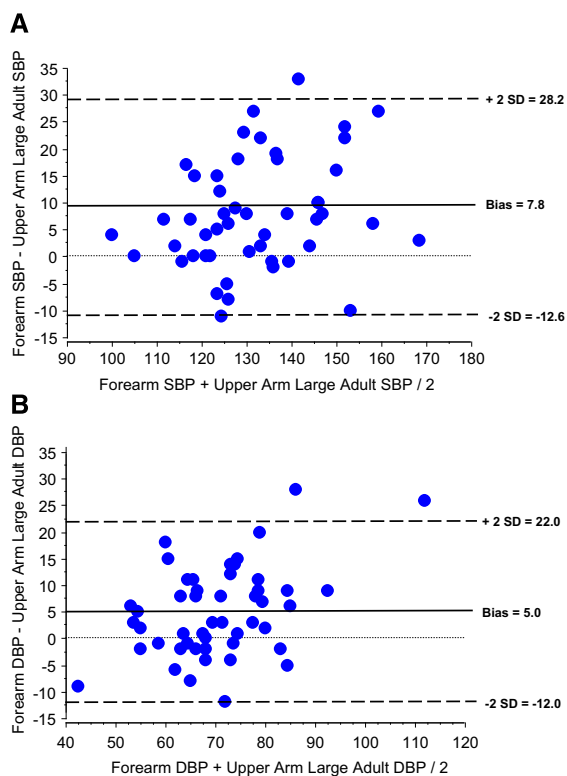 A
Forearm SBP - Upper Arm Large Adult SBP
35
30
25
20
15
10
5
0
-5
-10
-15
+ 2 SD = 28.2
Bias = 7.8
-2 SD = -12.6
90 100 110 120 130 140 150 160 170 180
Forearm SBP + Upper Arm Large Adult SBP / 2
B
Forearm DBP - Upper Arm Large Adult DBP
35
30
25
20
15
10
5
0
-5
-10
-15
+ 2 SD = 22.0
Bias = 5.0
-2 SD = -12.0
40 50 60 70 80 90 100 110 120
Forearm DBP + Upper Arm Large Adult DBP / 2